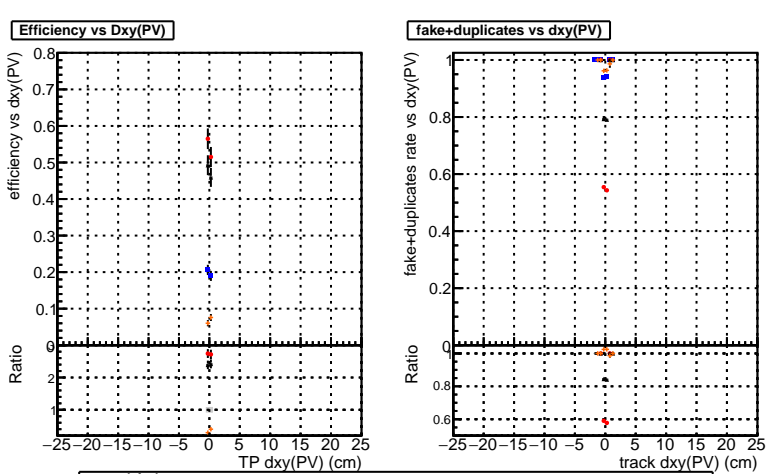 Efficiency vs Dxy(PV)
efficiency vs dxy(PV)
0.8
0.7
0.6
0.5
0.4
0.3
0.2
0.1
0
Ratio
2
1
−25 −20 −15 −10 −5 0 5 10 15 20 25
TP dxy(PV) (cm)
fake+duplicates vs dxy(PV)
fake+duplicates rate vs dxy(PV)
1
0.8
0.6
0.4
0.2
0
Ratio
1
0.8
0.6
−25 −20 −15 −10 −5 0 5 10 15 20 25
track dxy(PV) (cm)